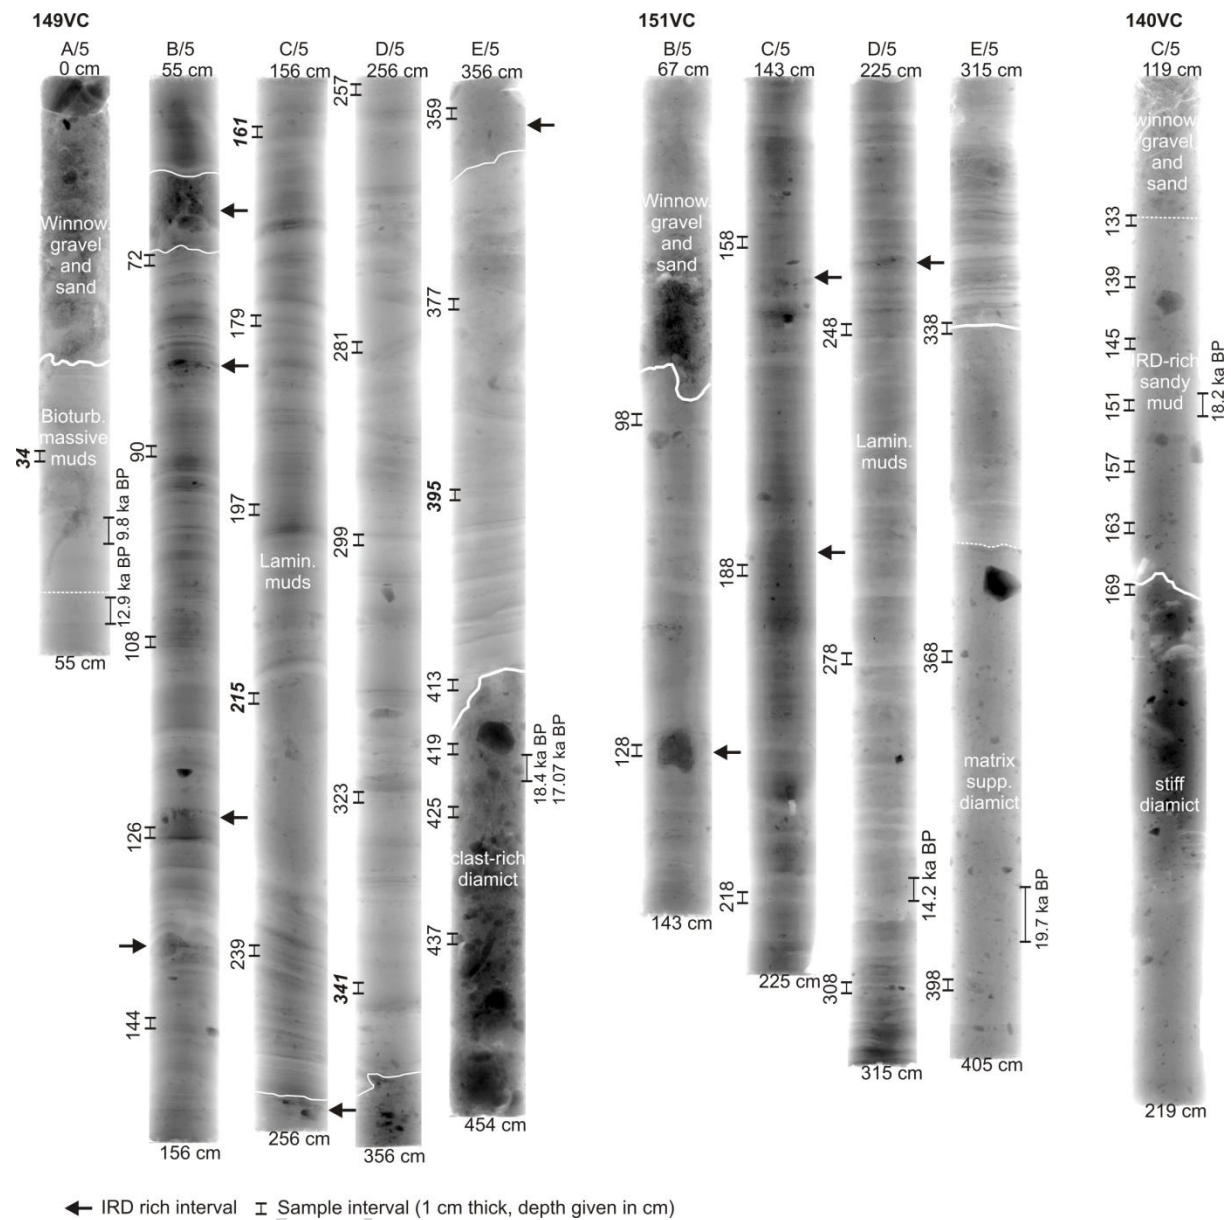 149VC
151VC
140VC
A/5
0 cm
B/5
55 cm
C/5
156 cm
D/5
256 cm
E/5
356 cm
B/5
67 cm
C/5
143 cm
D/5
225 cm
E/5
315 cm
C/5
119 cm
Winnow.
gravel
and
sand
Bioturb.
massive
muds
34
9.8 ka BP
12.9 ka BP
55 cm
72
90
108
126
144
156 cm
161
179
197
Lamin.
muds
215
239
256 cm
257
281
299
323
341
356 cm
359
377
395
413
419
425
437
18.4 ka BP
17.07 ka BP
clast-rich
diamict
454 cm
Winnow.
gravel
and
sand
98
128
143 cm
158
188
218
225 cm
248
Lamin.
muds
278
14.2 ka BP
308
315 cm
338
368
matrix
supp.
diamict
19.7 ka BP
398
405 cm
winnow.
gravel
and
sand
133
139
145
IRD-rich
sandy
mud
151
18.2 ka BP
157
163
169
stiff
diamict
219 cm
IRD rich interval
Sample interval (1 cm thick, depth given in cm)